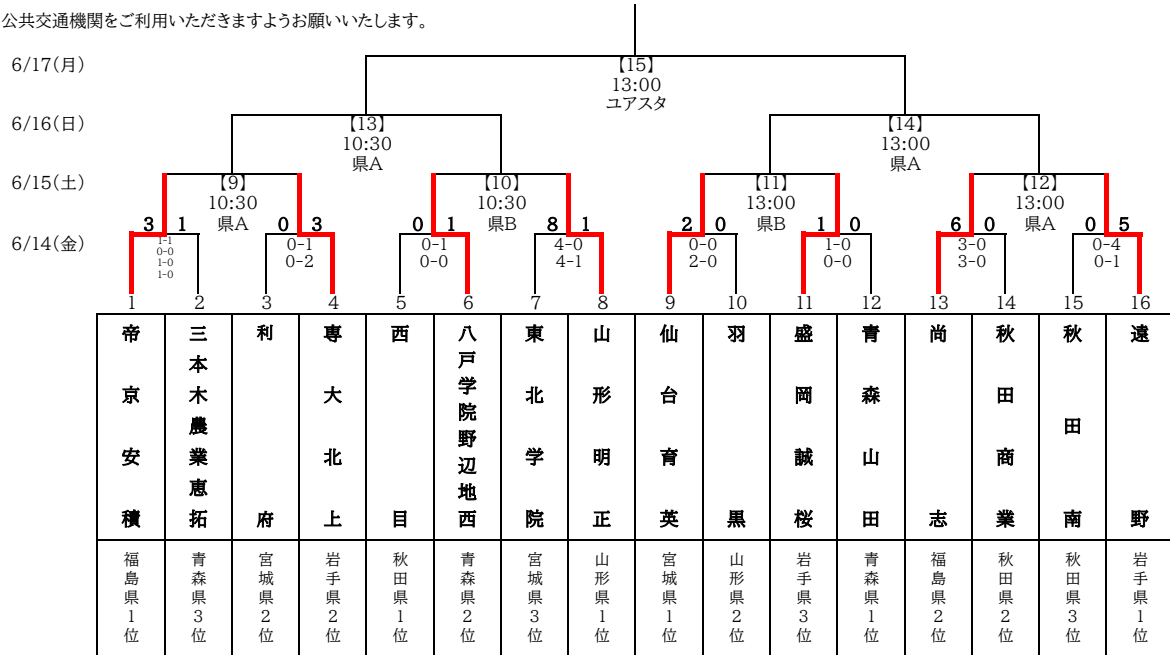 公共交通機関をご利用いただきますようお願いいたします。
6/17(月)
【15】
13:00
ユアスタ
6/16(日)
【13】
10:30
県A
【14】
13:00
県A
6/15(土)
【9】
10:30
県A
【10】
10:30
県B
【11】
13:00
県B
【12】
13:00
県A
6/14(金)
3 1
1-1
0-0
1-0
1-0
0 3
0-1
0-2
0 1
0-1
0-0
8 1
4-0
4-1
2 0
0-0
2-0
1 0
1-0
0-0
6 0
3-0
3-0
0 5
0-4
0-1
1 2 3 4 5 6 7 8 9 10 11 12 13 14 15 16
帝京安積
三本木農業恵拓
利府
専大北上
西目
八戸学院野辺地西
東北学院
山形明正
仙台育英
羽黒
盛岡誠桜
青森山田
尚志
秋田商業
秋田南
遠野
福島県1位
青森県3位
宮城県2位
岩手県2位
秋田県1位
青森県2位
宮城県3位
山形県1位
宮城県1位
山形県2位
岩手県3位
青森県1位
福島県2位
秋田県2位
秋田県3位
岩手県1位